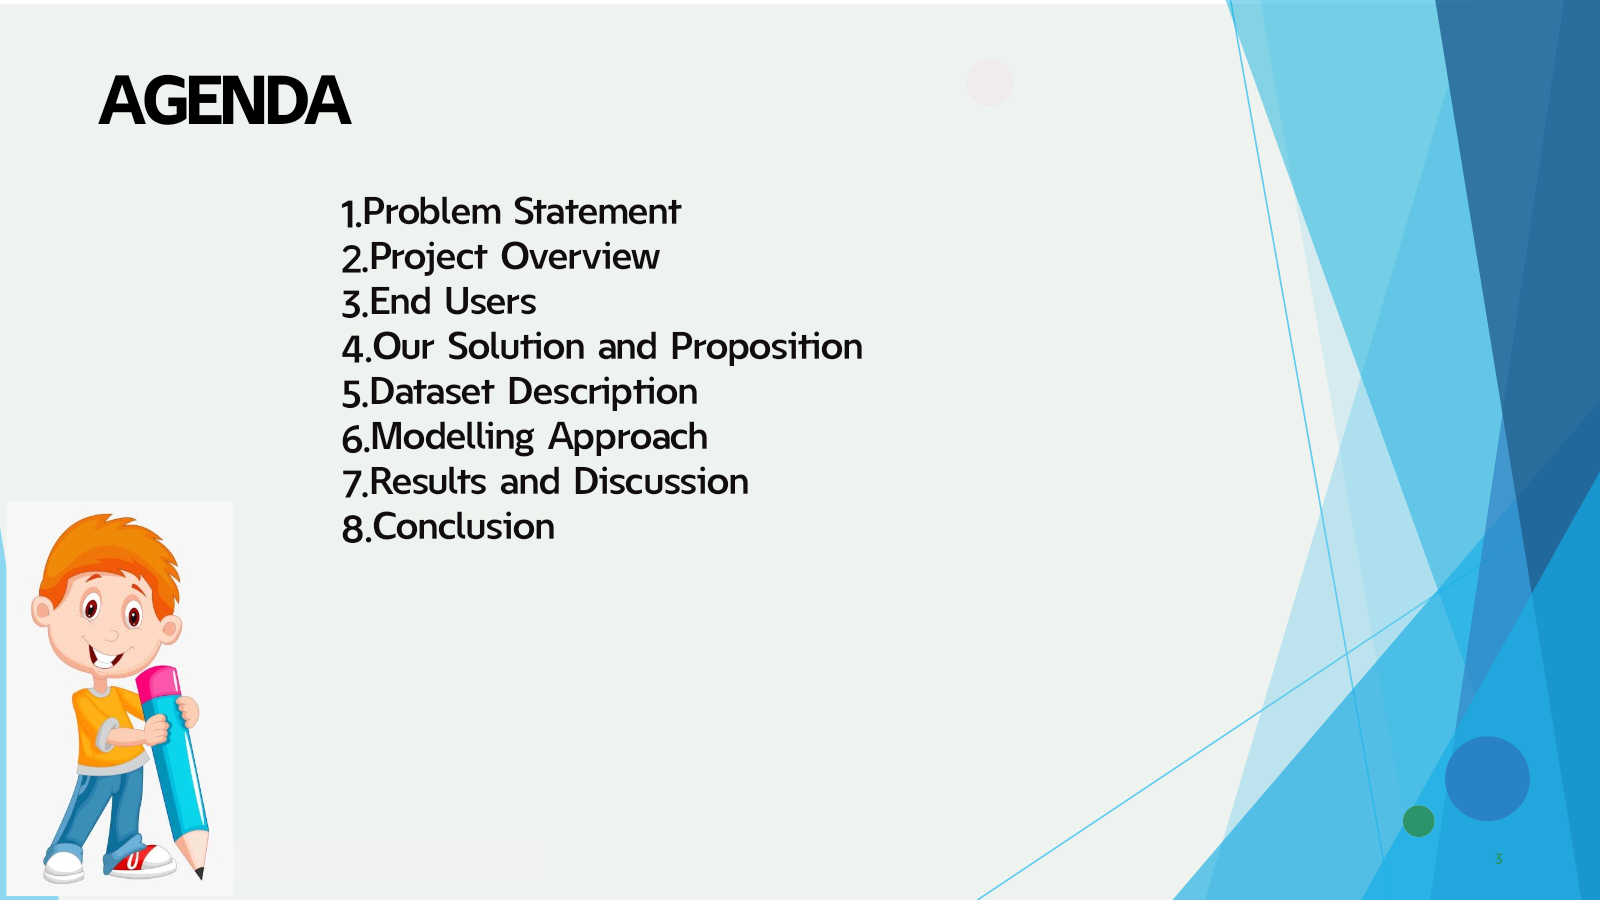 AGENDA
1.Problem Statement
2.Project Overview
3.End Users
4.Our Solution and Proposition
5.Dataset Description
6.Modelling Approach
7.Results and Discussion
8.Conclusion
3